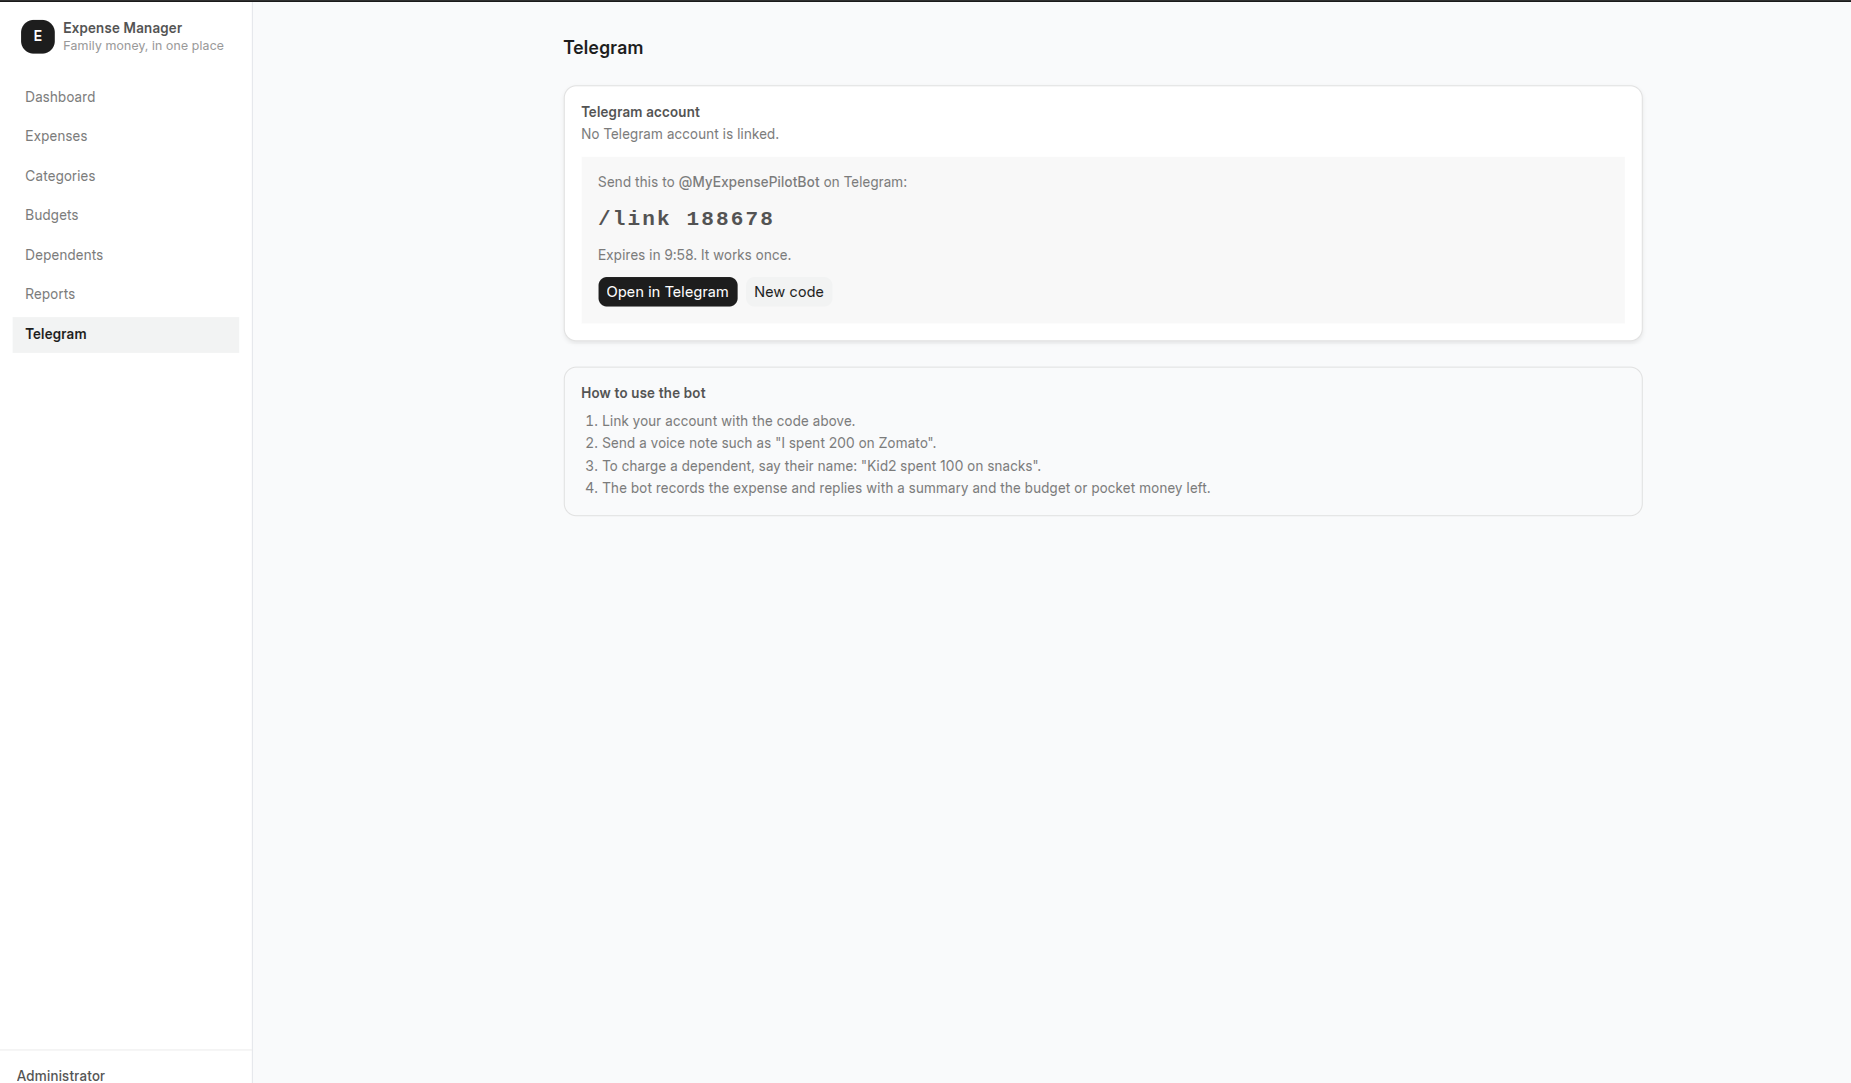 E
Expense Manager
Family money, in one place
Dashboard
Expenses
Categories
Budgets
Dependents
Reports
Telegram
Administrator
Telegram
Telegram account
No Telegram account is linked.
Send this to @MyExpensePilotBot on Telegram:
/link 188678
Expires in 9:58. It works once.
Open in Telegram New code
How to use the bot
1. Link your account with the code above.
2. Send a voice note such as "I spent 200 on Zomato".
3. To charge a dependent, say their name: "Kid2 spent 100 on snacks".
4. The bot records the expense and replies with a summary and the budget or pocket money left.